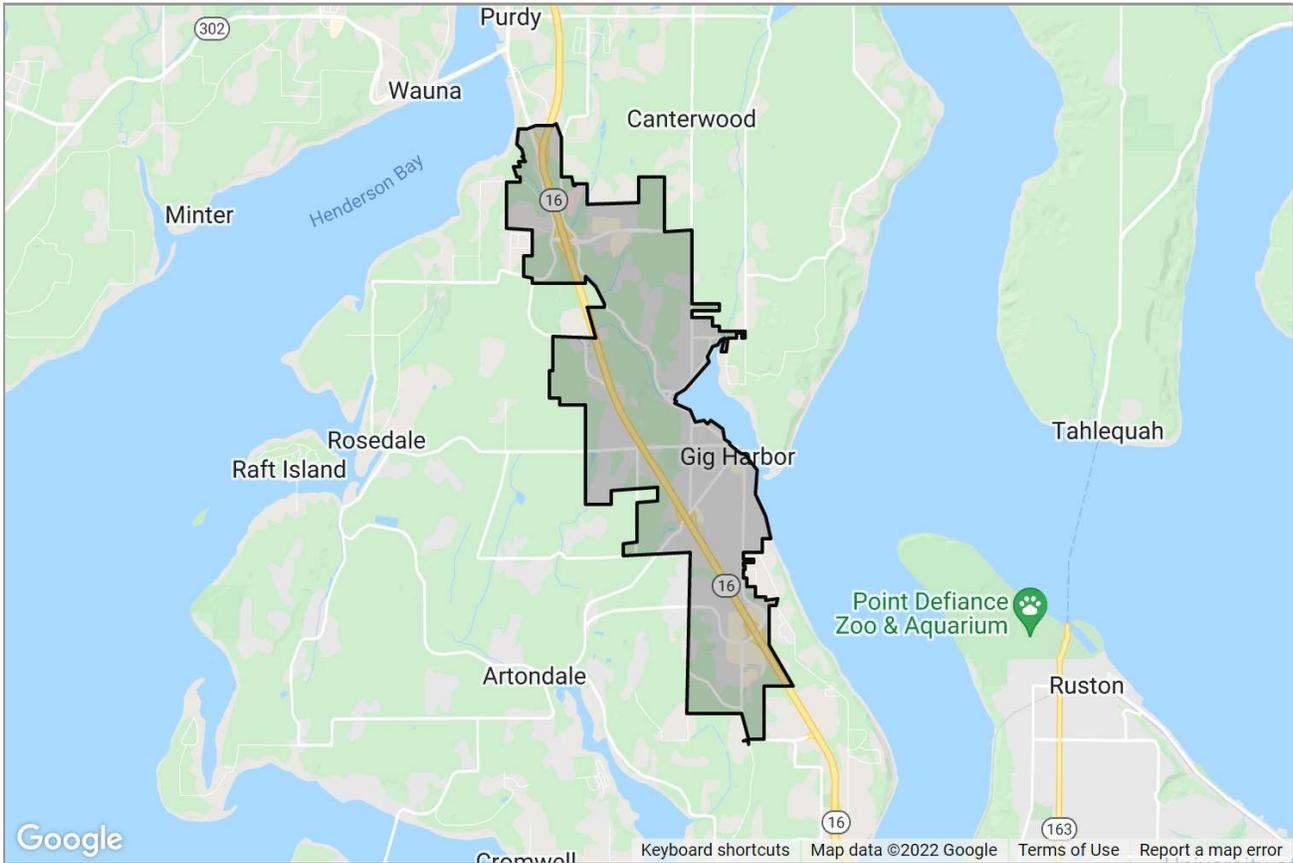 Purdy
302
Wauna
Canterwood
Henderson Bay
16
Minter
Rosedale
Raft Island
Gig Harbor
Tahlequah
16
Point Defiance
Zoo & Aquarium
Artondale
Ruston
16
163
Google
Cromwell
Keyboard shortcuts Map data ©2022 Google Terms of Use Report a map error